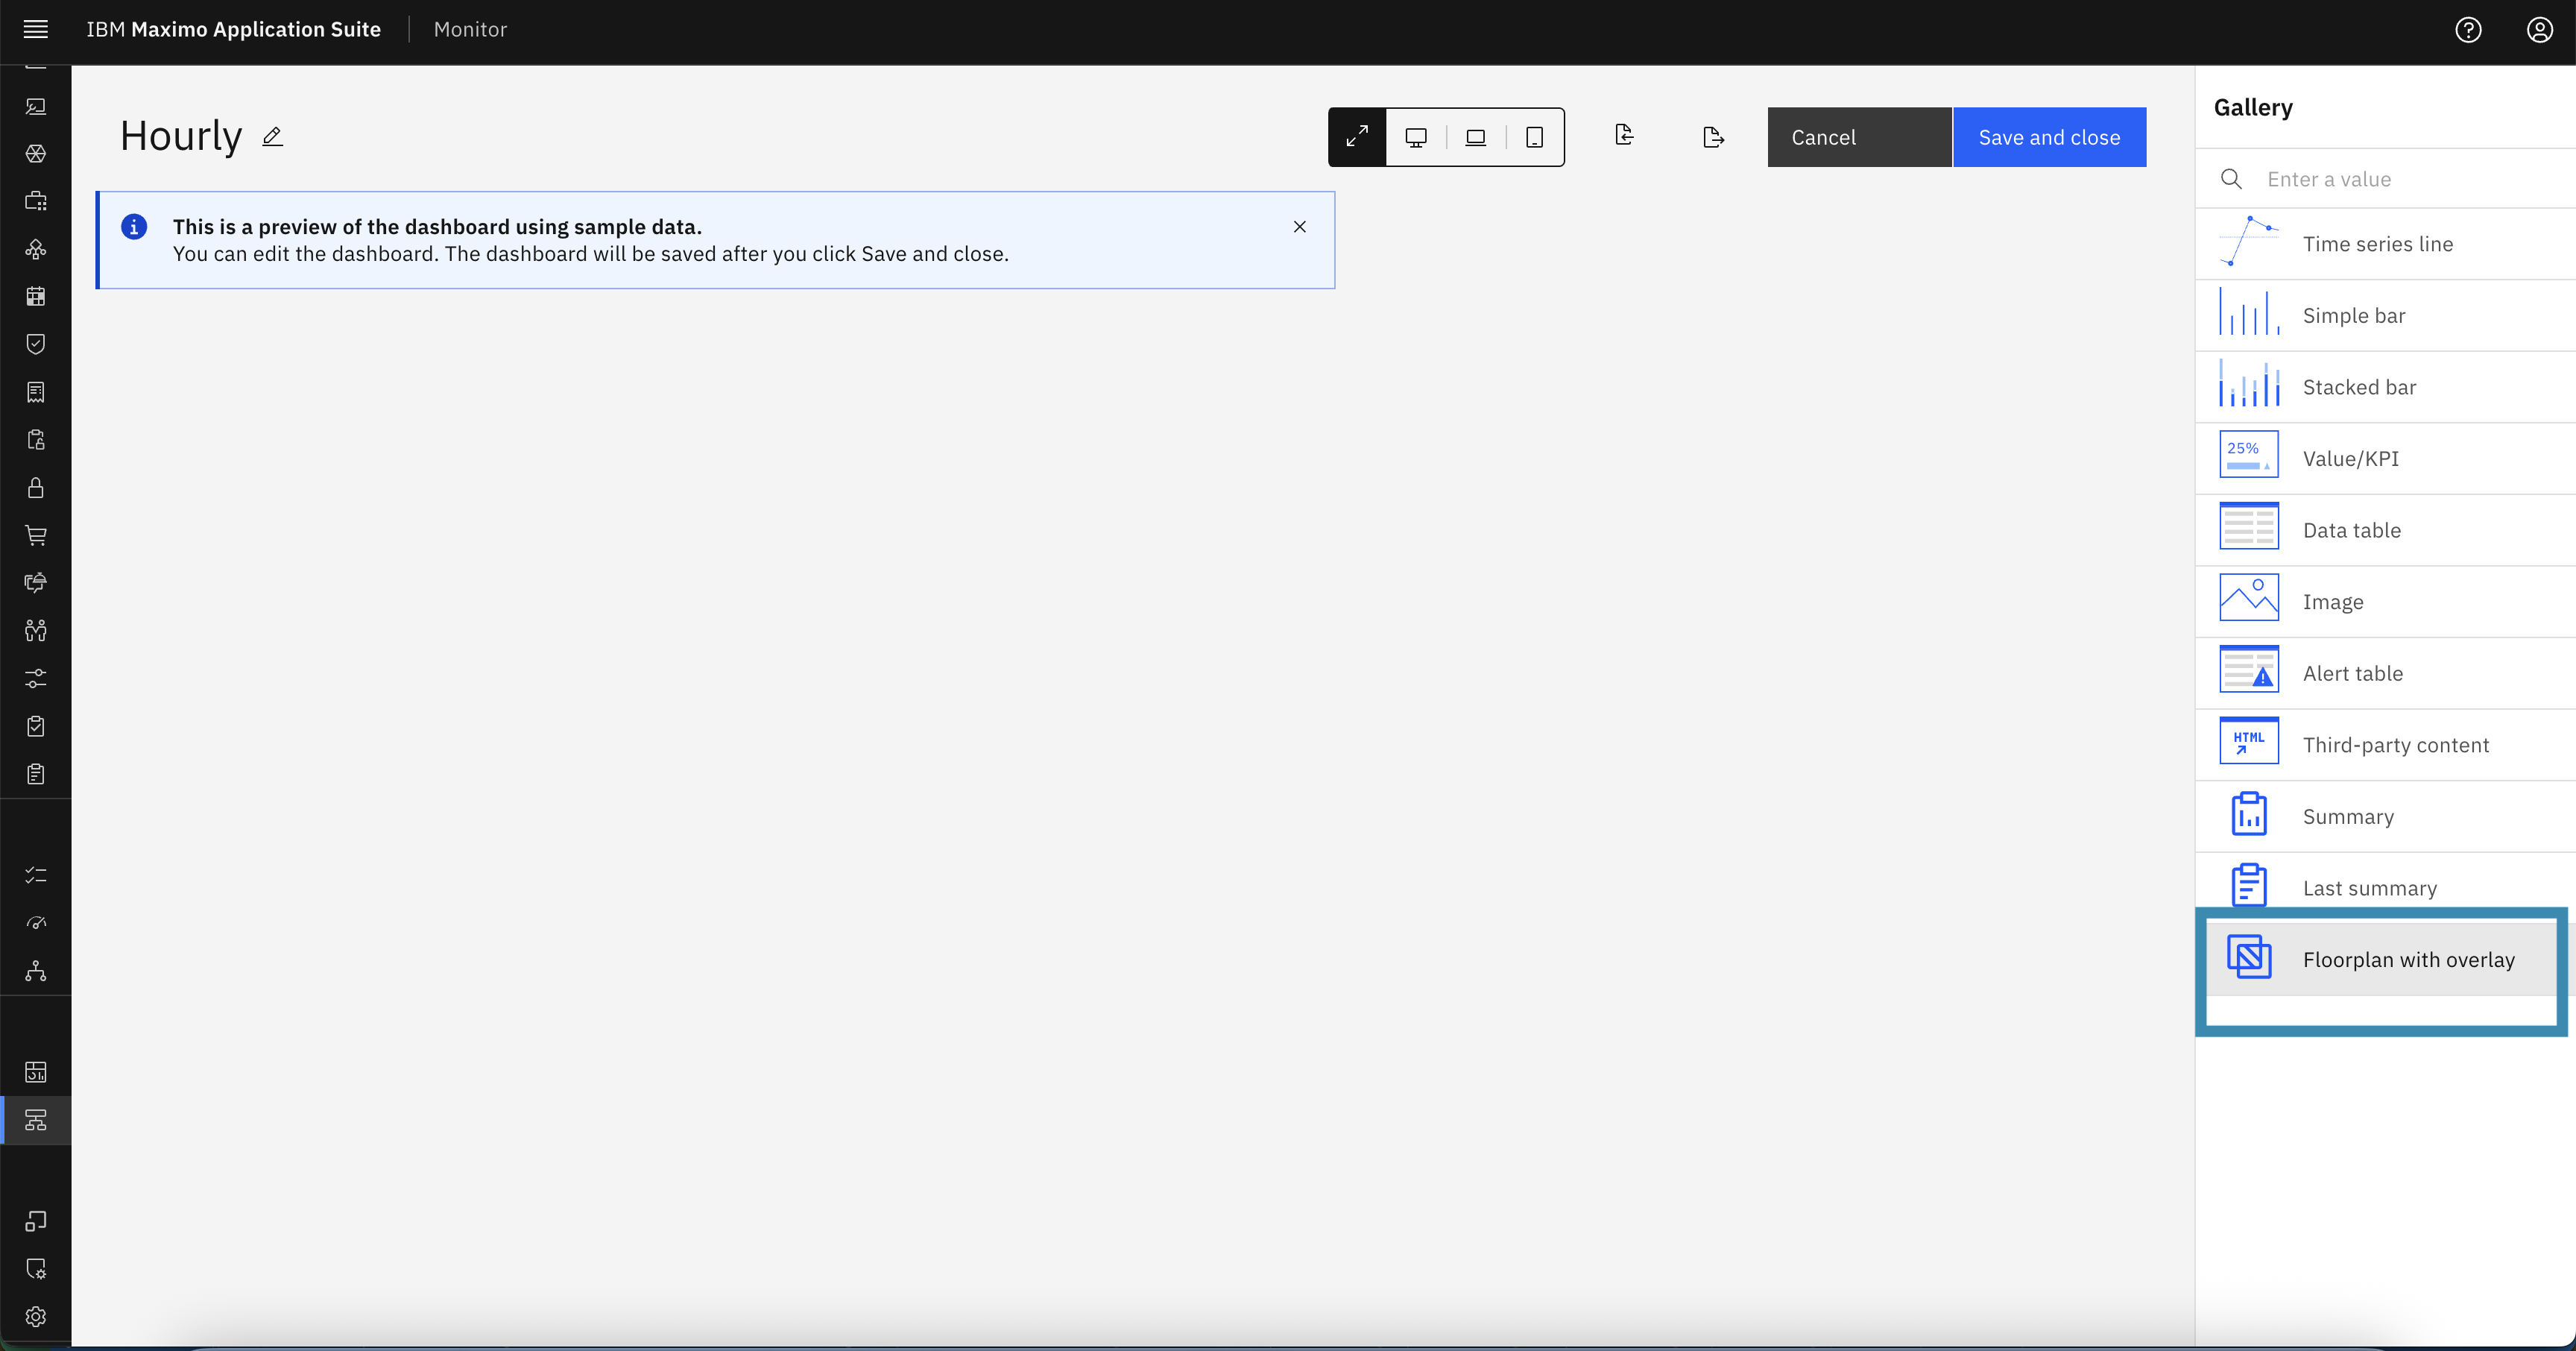 IBM Maximo Application Suite
Monitor
Hourly
Cancel
Save and close
This is a preview of the dashboard using sample data.
You can edit the dashboard. The dashboard will be saved after you click Save and close.
Gallery
Enter a value
Time series line
Simple bar
Stacked bar
25%
Value/KPI
Data table
Image
Alert table
HTML
Third-party content
Summary
Last summary
Floorplan with overlay